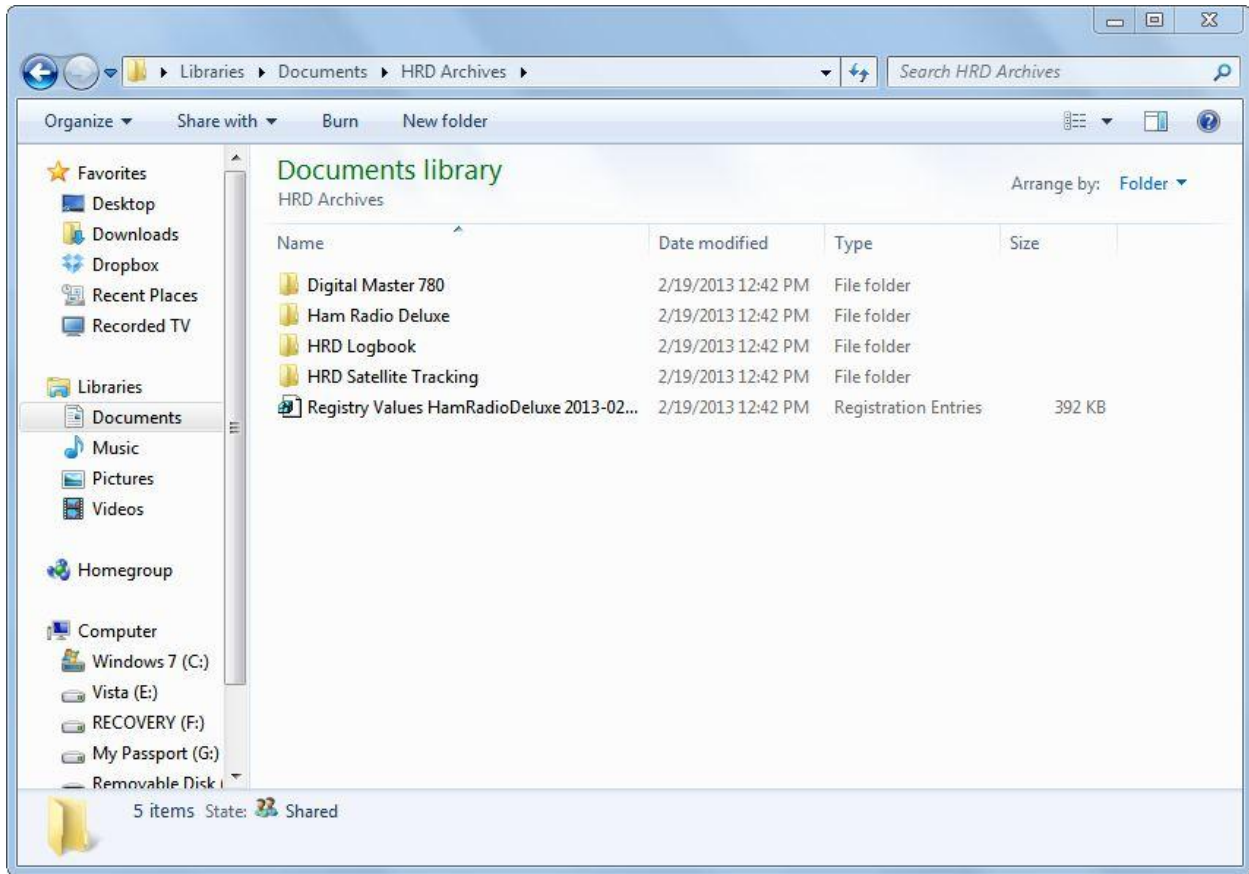 Libraries Documents HRD Archives
Search HRD Archives
Organize Share with Burn New folder
Favorites
Desktop
Downloads
Dropbox
Recent Places
Recorded TV
Libraries
Documents
Music
Pictures
Videos
Homegroup
Computer
Windows 7 (C:)
Vista (E:)
RECOVERY (F:)
My Passport (G:)
Removable Disk (
Documents library
HRD Archives
Arrange by: Folder
Name Date modified Type Size
Digital Master 780 2/19/2013 12:42 PM File folder
Ham Radio Deluxe 2/19/2013 12:42 PM File folder
HRD Logbook 2/19/2013 12:42 PM File folder
HRD Satellite Tracking 2/19/2013 12:42 PM File folder
Registry Values HamRadioDeluxe 2013-02... 2/19/2013 12:42 PM Registration Entries 392 KB
5 items State: Shared